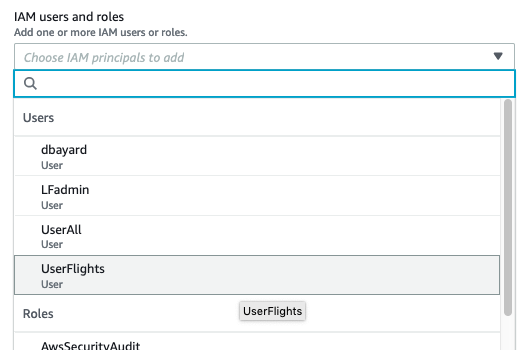 IAM users and roles
Add one or more IAM users or roles.
Choose IAM principals to add
Users
dbayard
User
LFadmin
User
UserAll
User
UserFlights
User
Roles
UserFlights
AwsSecurityAudit